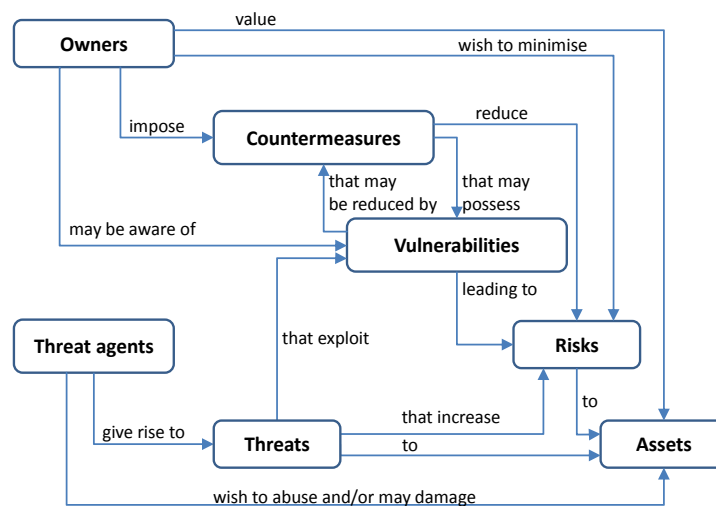 value
Owners
wish to minimise
reduce
impose
Countermeasures
that may
be reduced by
that may
possess
may be aware of
Vulnerabilities
leading to
that exploit
Threat agents
Risks
to
that increase
give rise to
Threats
to
Assets
wish to abuse and/or may damage